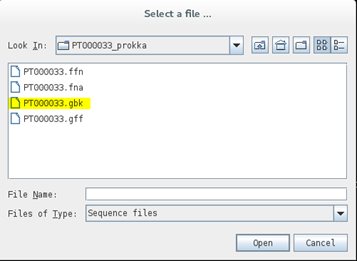 Select a file ...
Look In: PT000033_prokka
PT000033.ffn
PT000033.fna
PT000033.gbk
PT000033.gff
File Name:
Files of Type: Sequence files
Open Cancel